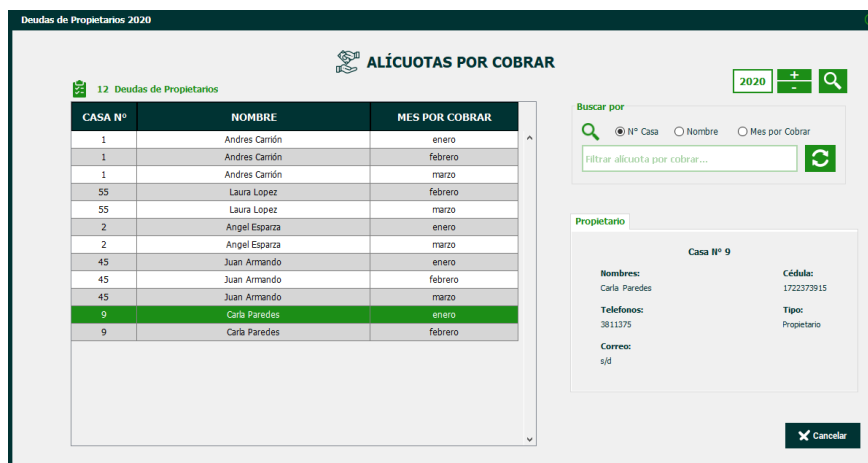 Deudas de Propietarios 2020
ALÍCUOTAS POR COBRAR
12 Deudas de Propietarios
2020
+
-
CASA Nº NOMBRE MES POR COBRAR
1 Andres Carrión enero
1 Andres Carrión febrero
1 Andres Carrión marzo
55 Laura Lopez febrero
55 Laura Lopez marzo
2 Angel Esparza enero
2 Angel Esparza marzo
45 Juan Armando enero
45 Juan Armando febrero
45 Juan Armando marzo
9 Carla Paredes enero
9 Carla Paredes febrero
Buscar por
Nº Casa Nombre Mes por Cobrar
Filtrar alicuota por cobrar...
Propietario
Casa Nº 9
Nombres: Cédula:
Carla Paredes 1722373915
Telefonos: Tipo:
3811375 Propietario
Correo:
s/d
Cancelar